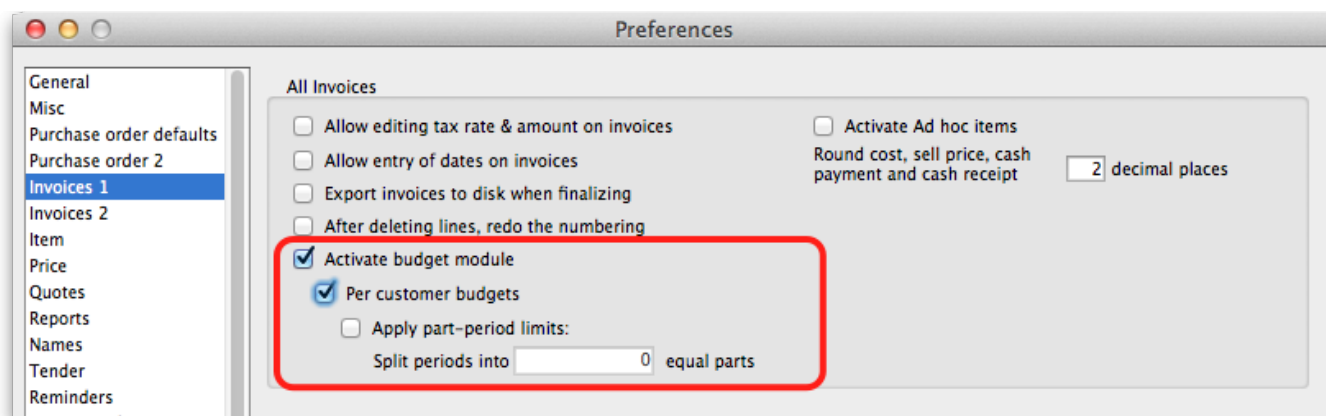 Preferences
General
Misc
Purchase order defaults
Purchase order 2
Invoices 1
Invoices 2
Item
Price
Quotes
Reports
Names
Tender
Reminders
All Invoices
Allow editing tax rate & amount on invoices
Allow entry of dates on invoices
Export invoices to disk when finalizing
After deleting lines, redo the numbering
Activate budget module
Per customer budgets
Apply part-period limits:
Split periods into 0 equal parts
Activate Ad hoc items
Round cost, sell price, cash
payment and cash receipt 2 decimal places